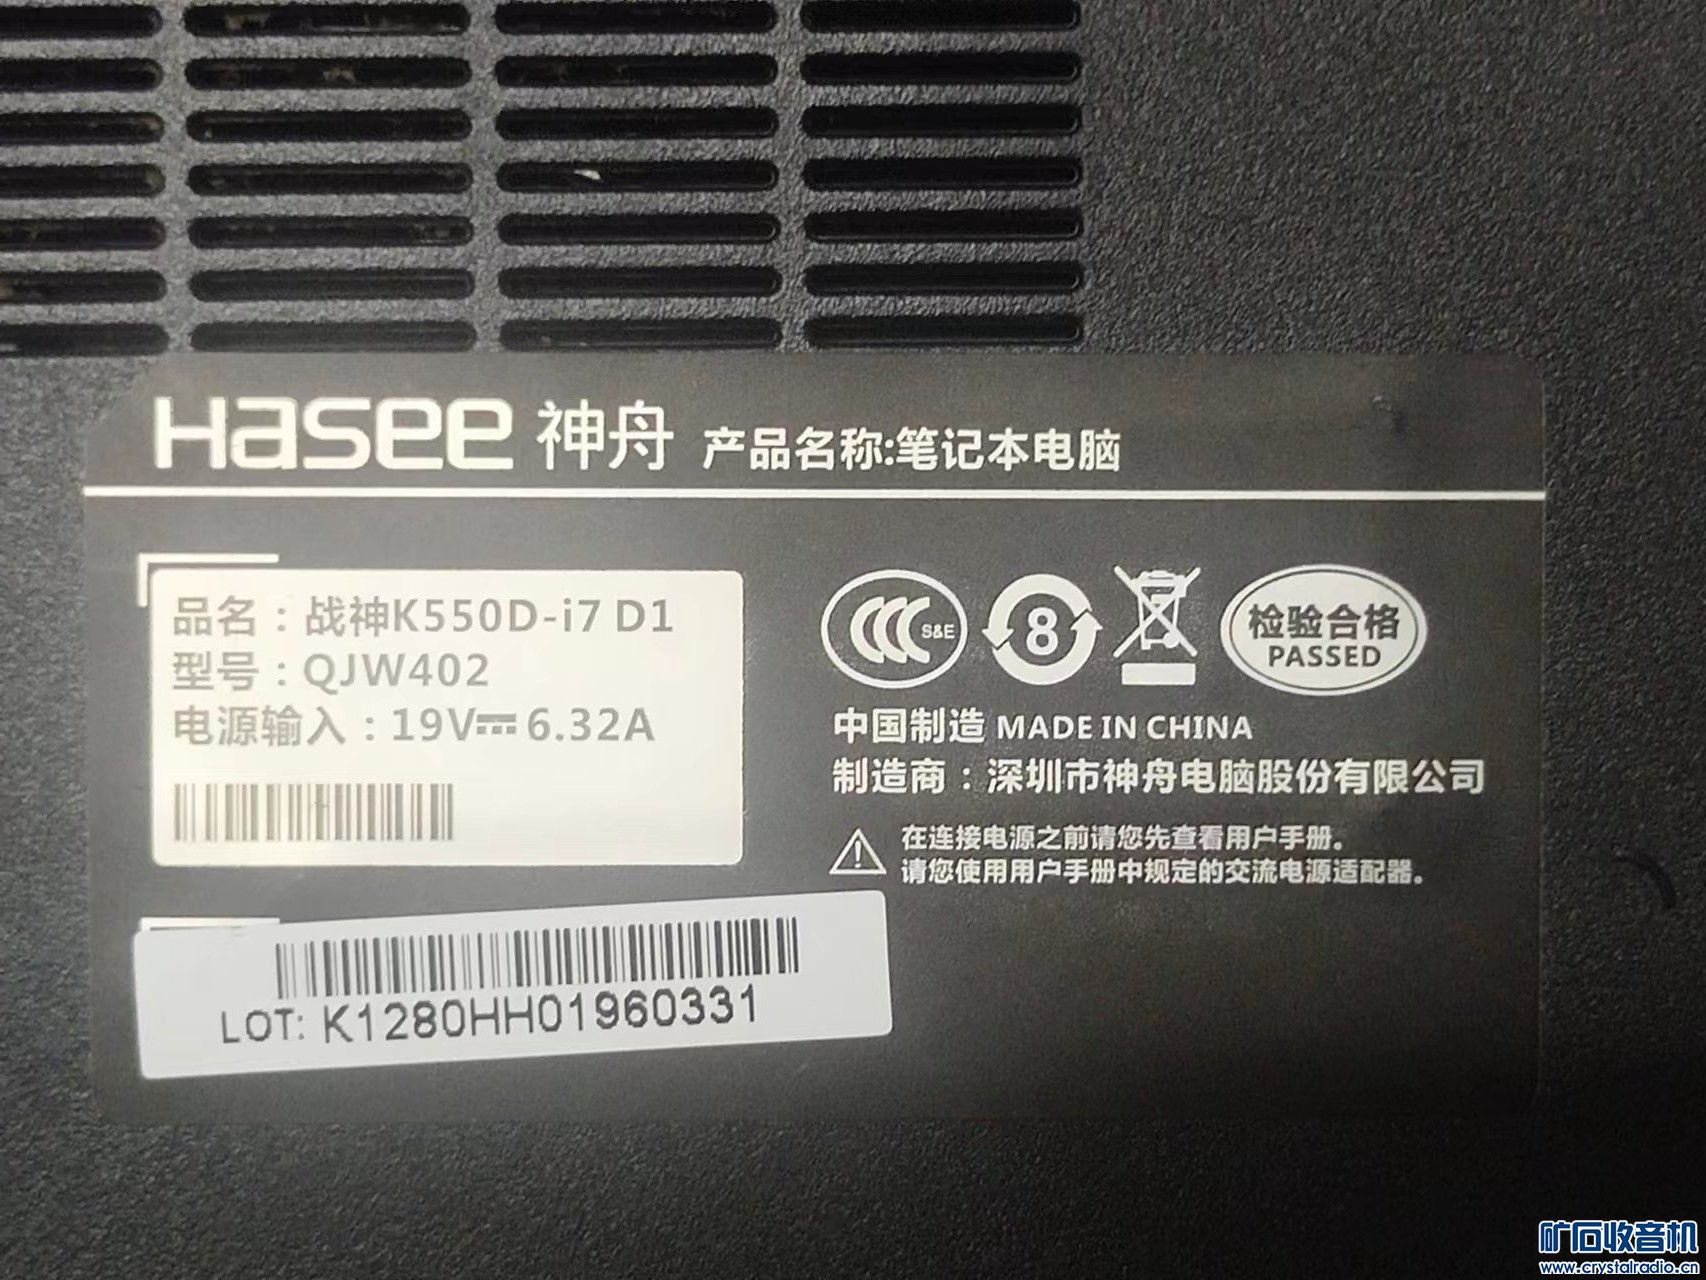 Hasee 神舟 产品名称:笔记本电脑
品名：战神K550D-i7 D1
型号：QJW402
电源输入：19V⎓6.32A
S&E
8
检验合格
PASSED
中国制造 MADE IN CHINA
制造商：深圳市神舟电脑股份有限公司
在连接电源之前请您先查看用户手册。
请您使用用户手册中规定的交流电源适配器。
LOT: K1280HH01960331
矿石收音机
www.crystalradio.cn